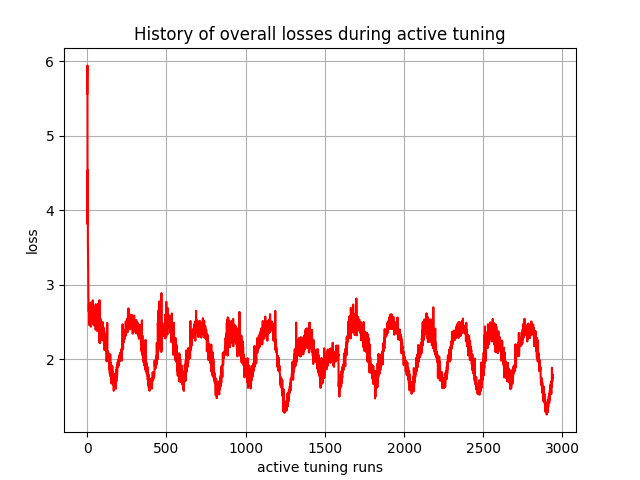 History of overall losses during active tuning
6
5
4
3
2
loss
0 500 1000 1500 2000 2500 3000
active tuning runs